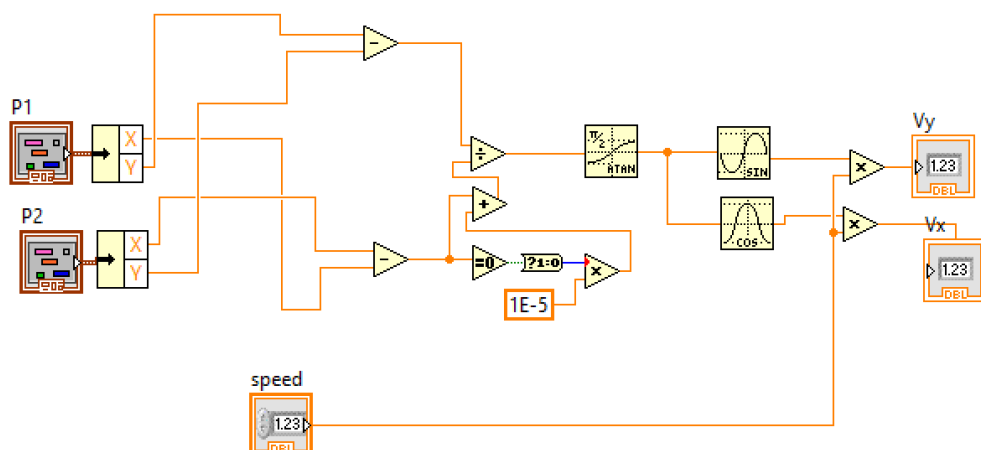 P1
X
Y
P2
X
Y
-
÷
+
-
=0
?1:0
x
1E-5
π/2
ATAN
SIN
COS
x
x
Vy
1.23
DBL
Vx
1.23
DBL
speed
1.23
DBL